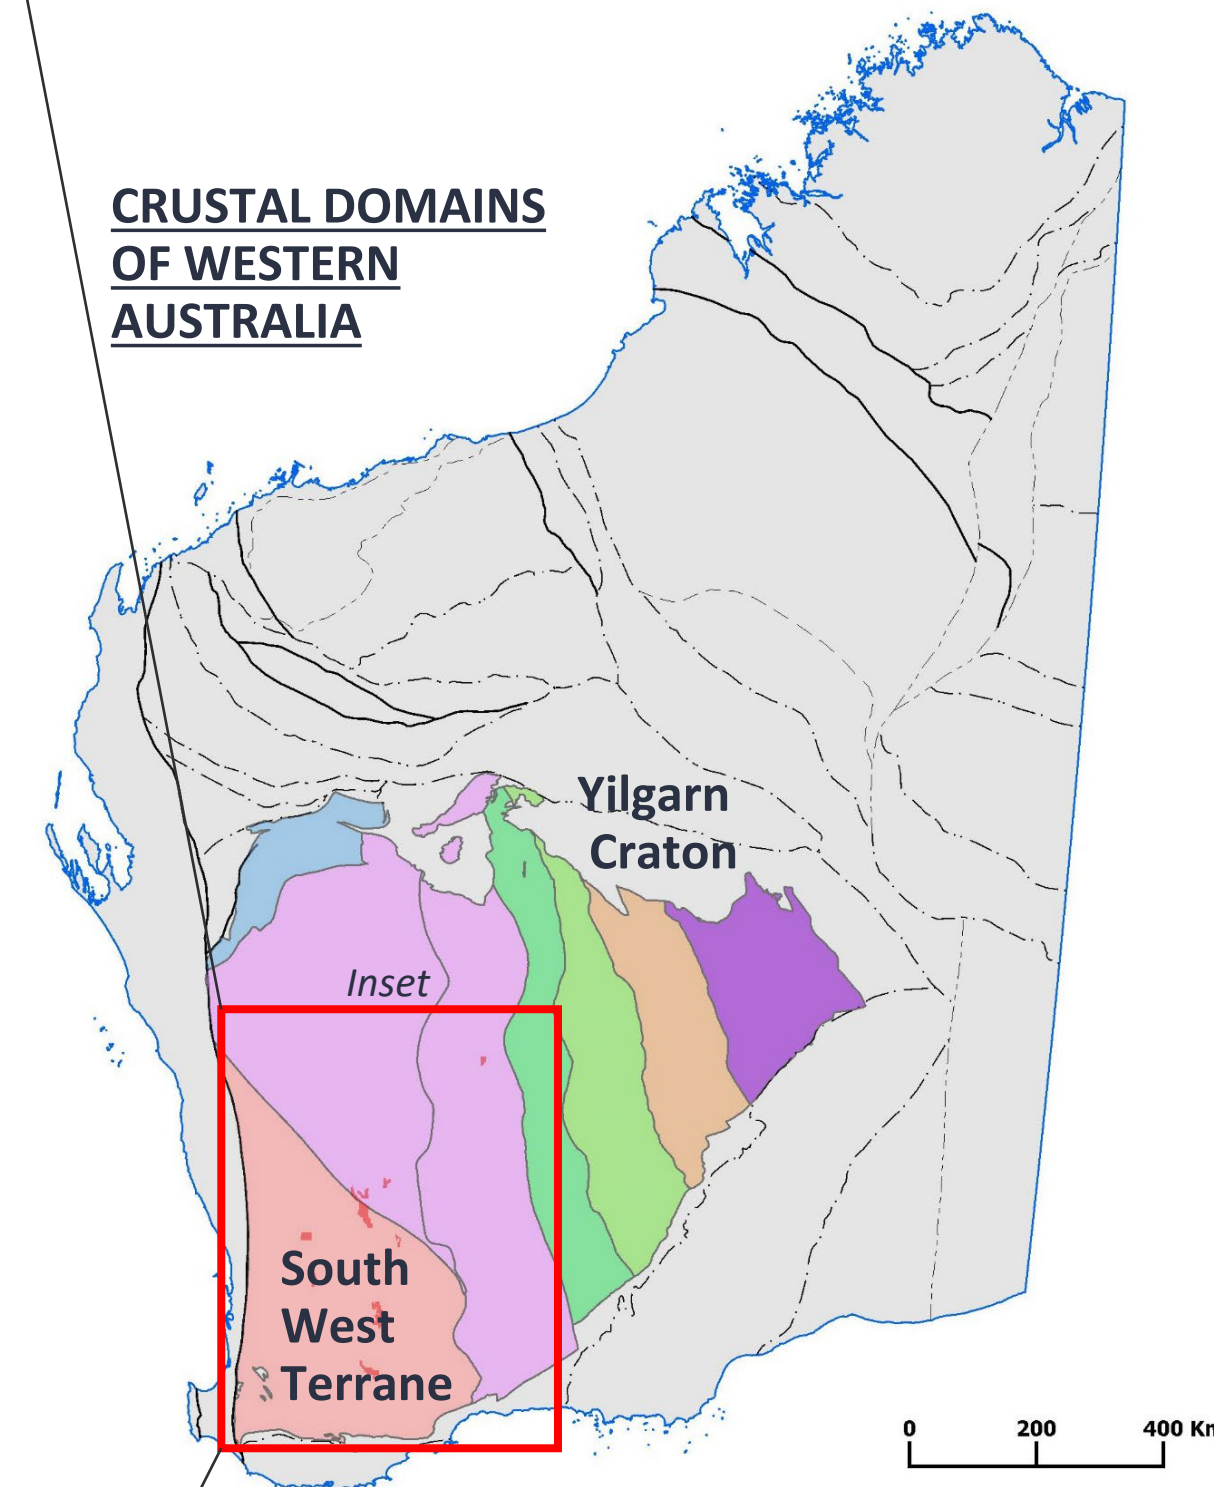 CRUSTAL DOMAINS
OF WESTERN
AUSTRALIA
Yilgarn
Craton
Inset
South
West
Terrane
0 200 400 Km